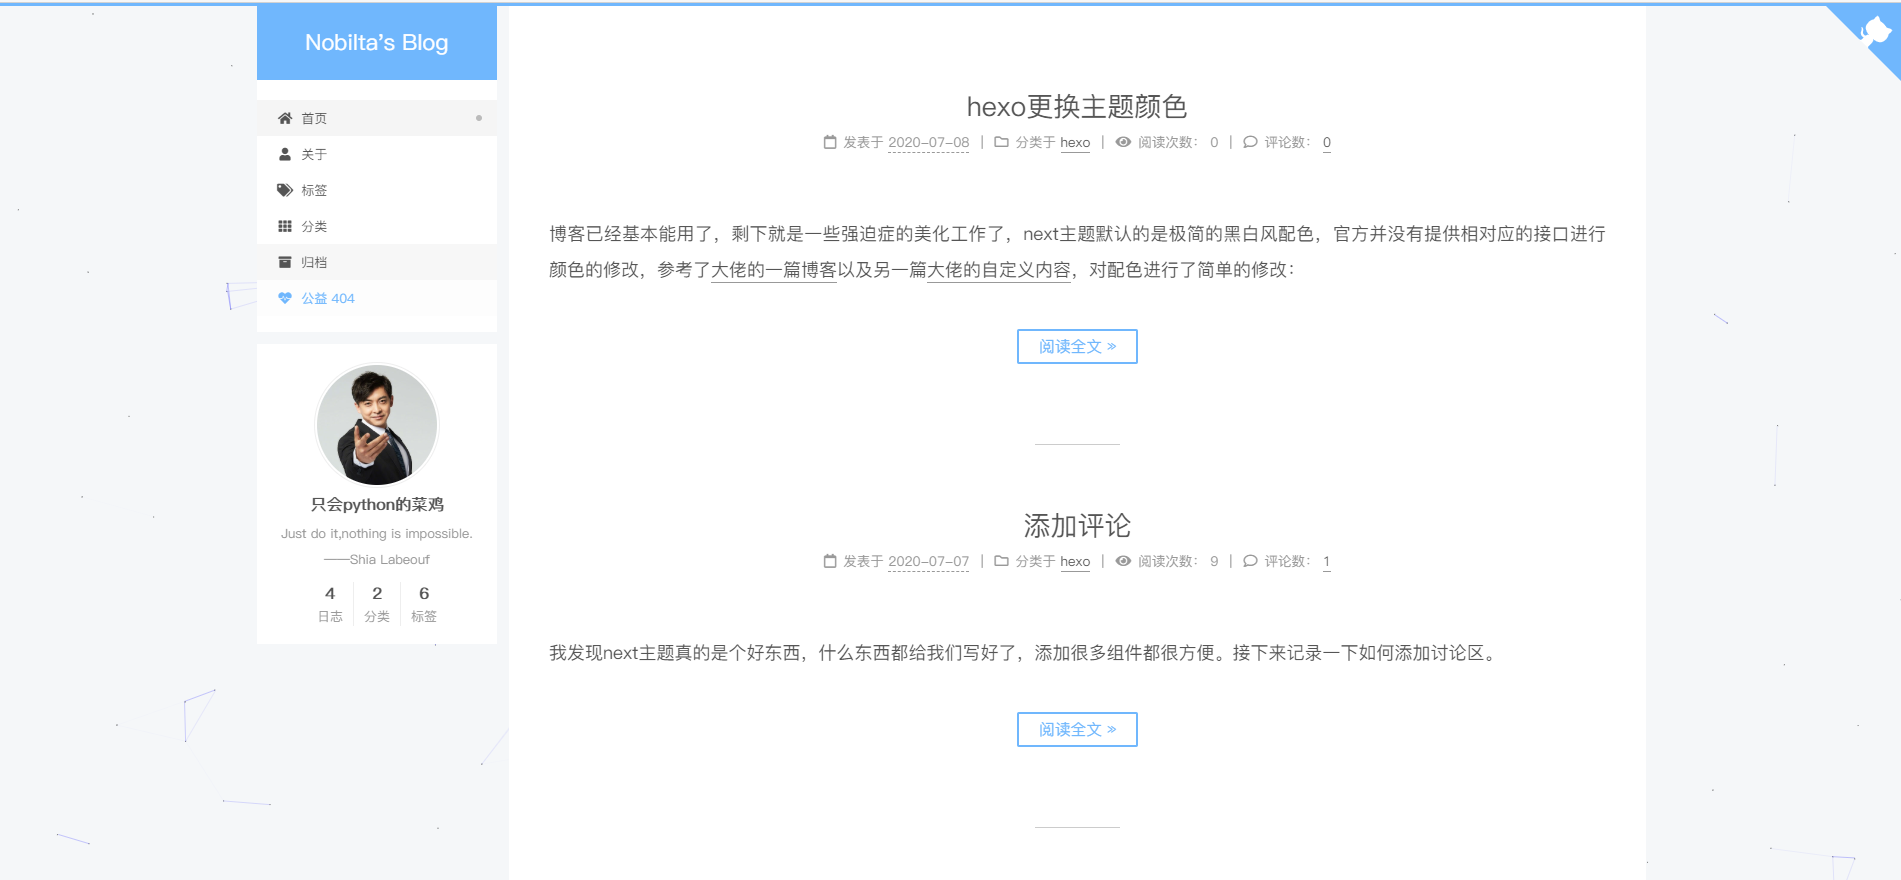 Nobilta's Blog
首页
关于
标签
分类
归档
公益 404
只会python的菜鸡
Just do it,nothing is impossible.
——Shia Labeouf
4 2 6
日志 分类 标签
hexo更换主题颜色
发表于 2020-07-08 | 分类于 hexo | 阅读次数： 0 | 评论数： 0
博客已经基本能用了，剩下就是一些强迫症的美化工作了，next主题默认的是极简的黑白风配色，官方并没有提供相对应的接口进行
颜色的修改，参考了大佬的一篇博客以及另一篇大佬的自定义内容，对配色进行了简单的修改：
阅读全文 »
添加评论
发表于 2020-07-07 | 分类于 hexo | 阅读次数： 9 | 评论数： 1
我发现next主题真的是个好东西，什么东西都给我们写好了，添加很多组件都很方便。接下来记录一下如何添加讨论区。
阅读全文 »